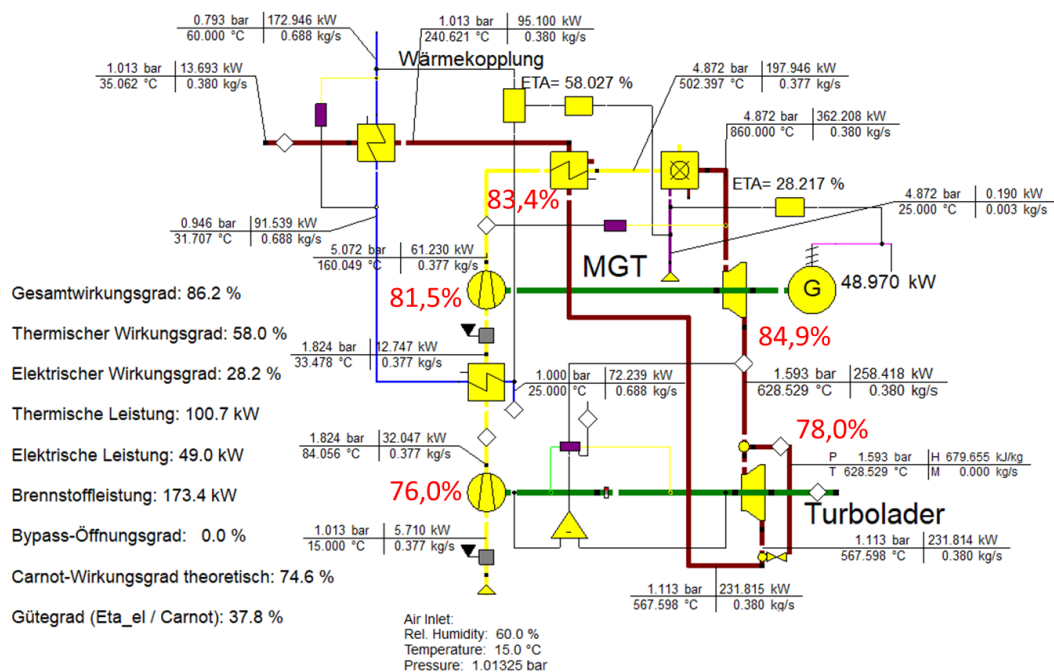 0.793 bar 172.946 kW
60.000 °C 0.688 kg/s
1.013 bar 95.100 kW
240.621 °C 0.380 kg/s
Wärmekopplung
1.013 bar 13.693 kW
35.062 °C 0.380 kg/s
ETA= 58.027 %
4.872 bar 197.946 kW
502.397 °C 0.377 kg/s
4.872 bar 362.208 kW
860.000 °C 0.380 kg/s
ETA= 28.217 %
4.872 bar 0.190 kW
25.000 °C 0.003 kg/s
83,4%
0.946 bar 91.539 kW
31.707 °C 0.688 kg/s
5.072 bar 61.230 kW
160.049 °C 0.377 kg/s
MGT
81,5%
G
48.970 kW
84,9%
Gesamtwirkungsgrad: 86.2 %
Thermischer Wirkungsgrad: 58.0 %
Elektrischer Wirkungsgrad: 28.2 %
Thermische Leistung: 100.7 kW
Elektrische Leistung: 49.0 kW
Brennstoffleistung: 173.4 kW
Bypass-Öffnungsgrad: 0.0 %
Carnot-Wirkungsgrad theoretisch: 74.6 %
Gütegrad (Eta_el / Carnot): 37.8 %
1.824 bar 12.747 kW
33.478 °C 0.377 kg/s
1.000 bar 72.239 kW
25.000 °C 0.688 kg/s
1.593 bar 258.418 kW
628.529 °C 0.380 kg/s
78,0%
1.824 bar 32.047 kW
84.056 °C 0.377 kg/s
P 1.593 bar H 679.655 kJ/kg
T 628.529 °C M 0.000 kg/s
76,0%
Turbolader
1.013 bar 5.710 kW
15.000 °C 0.377 kg/s
-
1.113 bar 231.814 kW
567.598 °C 0.380 kg/s
1.113 bar 231.815 kW
567.598 °C 0.380 kg/s
Air Inlet:
Rel. Humidity: 60.0 %
Temperature: 15.0 °C
Pressure: 1.01325 bar